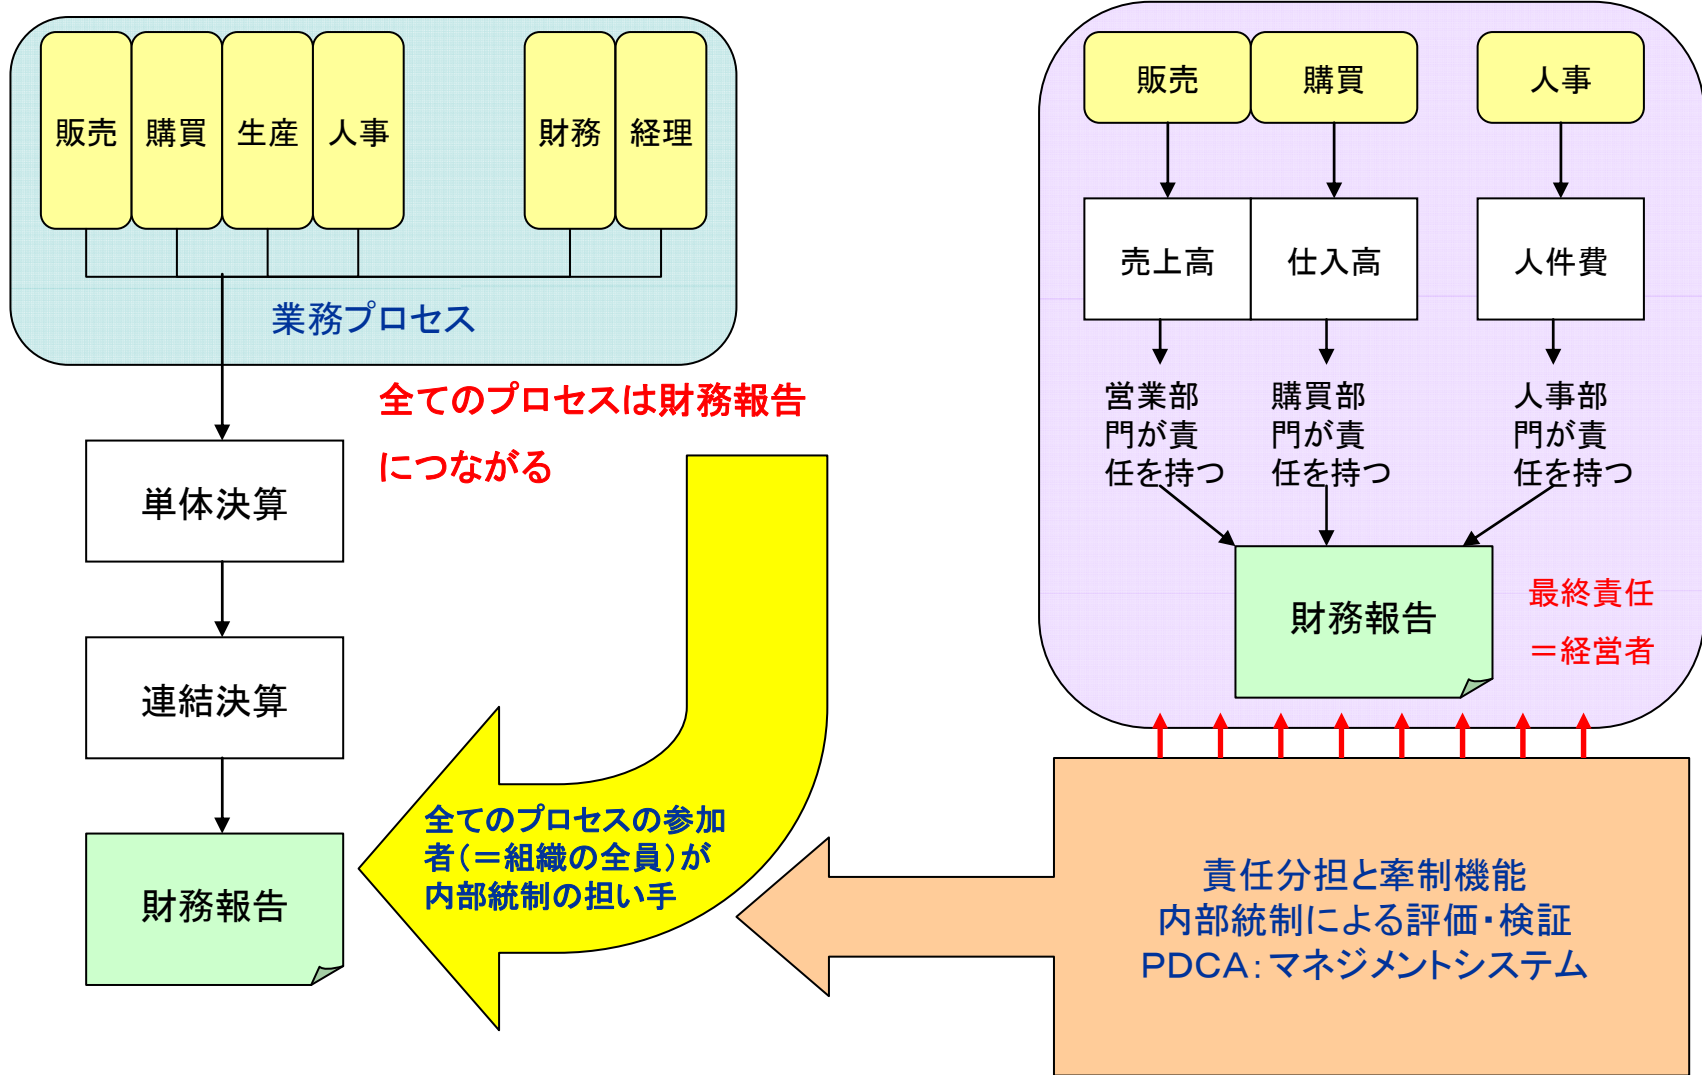 販売
購買
生産
人事
財務
経理
業務プロセス
全てのプロセスは財務報告
につながる
単体決算
連結決算
財務報告
全てのプロセスの参加
者(＝組織の全員)が
内部統制の担い手
販売
購買
人事
売上高
仕入高
人件費
営業部
門が責
任を持つ
購買部
門が責
任を持つ
人事部
門が責
任を持つ
財務報告
最終責任
＝経営者
責任分担と牽制機能
内部統制による評価・検証
PDCA：マネジメントシステム